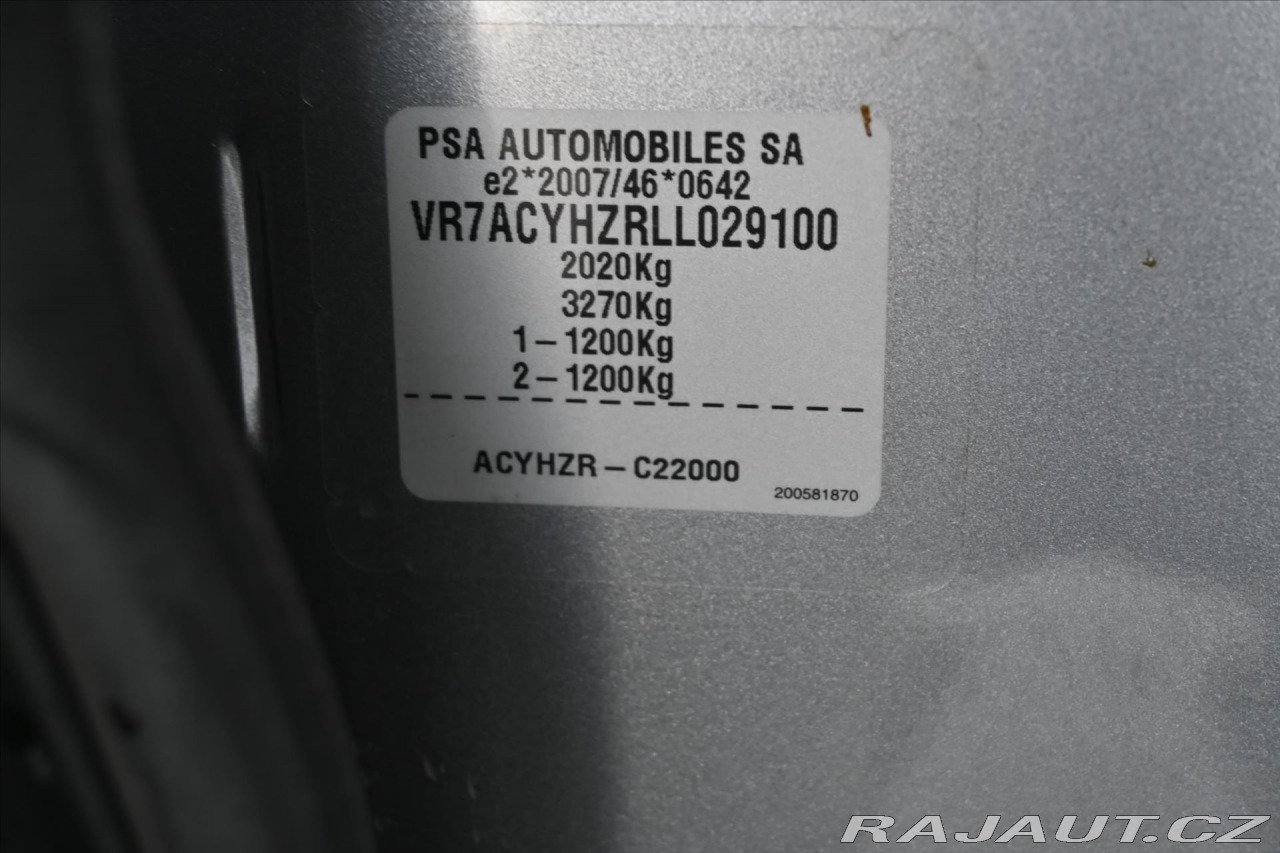 PSA AUTOMOBILES SA
e2*2007/46*0642
VR7ACYHZRLL029100
2020Kg
3270Kg
1–1200Kg
2–1200Kg
ACYHZR–C22000
200581870
RAJAUT.CZ